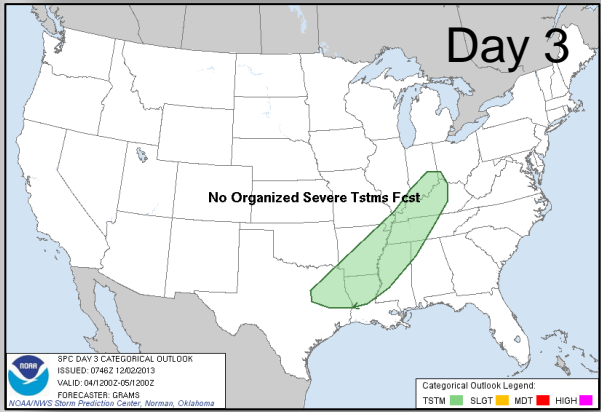 Day 3
No Organized Severe Tstms Fcst
NOAA
SPC DAY 3 CATEGORICAL OUTLOOK
ISSUED: 0746Z 12/02/2013
VALID: 04/1200Z-05/1200Z
FORECASTER: GRAMS
NOAA/NWS Storm Prediction Center, Norman, Oklahoma
Categorical Outlook Legend:
TSTM SLGT MDT HIGH